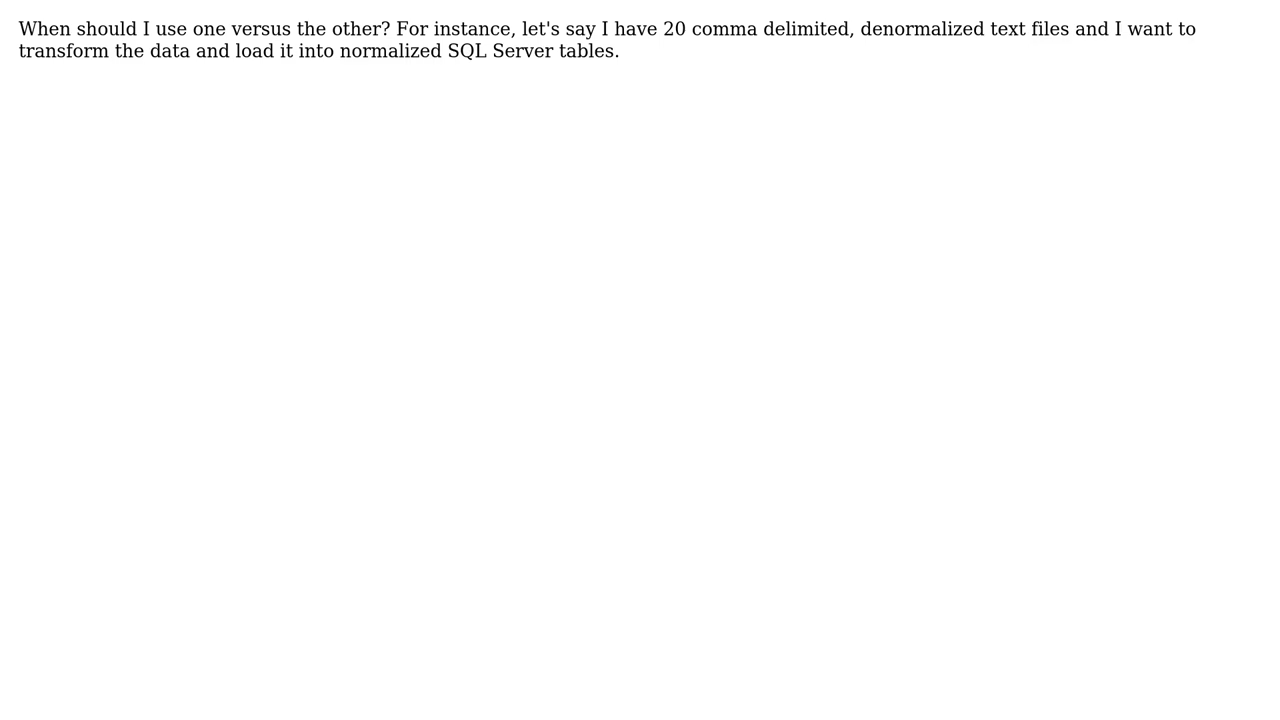 When should I use one versus the other? For instance, let's say I have 20 comma delimited, denormalized text files and I want to
transform the data and load it into normalized SQL Server tables.